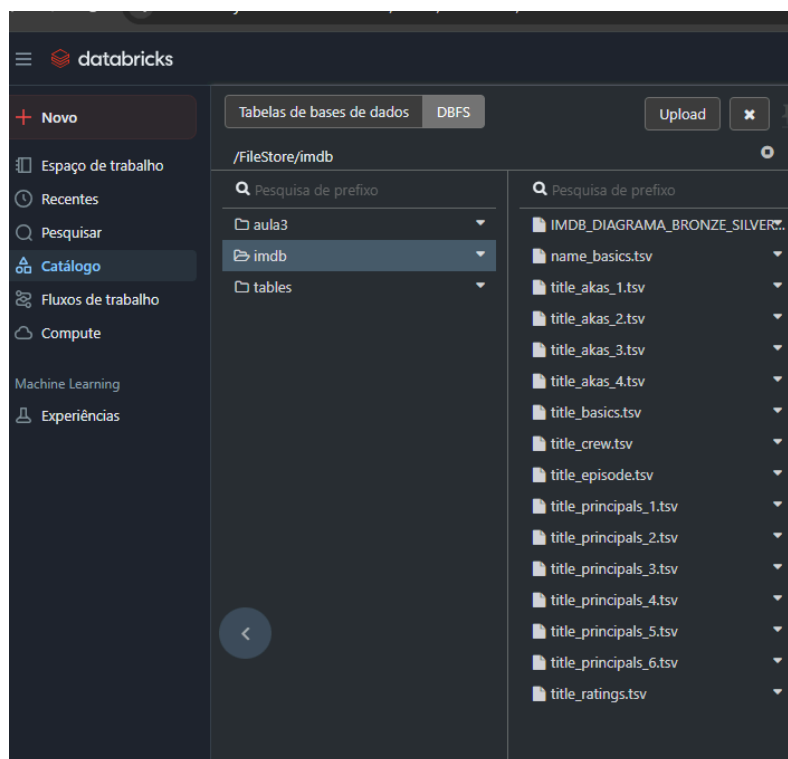 databricks
Novo
Espaço de trabalho
Recentes
Pesquisar
Catálogo
Fluxos de trabalho
Compute
Machine Learning
Experiências
Tabelas de bases de dados DBFS
Upload
/FileStore/imdb
Pesquisa de prefixo
aula3
imdb
tables
Pesquisa de prefixo
IMDB_DIAGRAMA_BRONZE_SILVER...
name_basics.tsv
title_akas_1.tsv
title_akas_2.tsv
title_akas_3.tsv
title_akas_4.tsv
title_basics.tsv
title_crew.tsv
title_episode.tsv
title_principals_1.tsv
title_principals_2.tsv
title_principals_3.tsv
title_principals_4.tsv
title_principals_5.tsv
title_principals_6.tsv
title_ratings.tsv